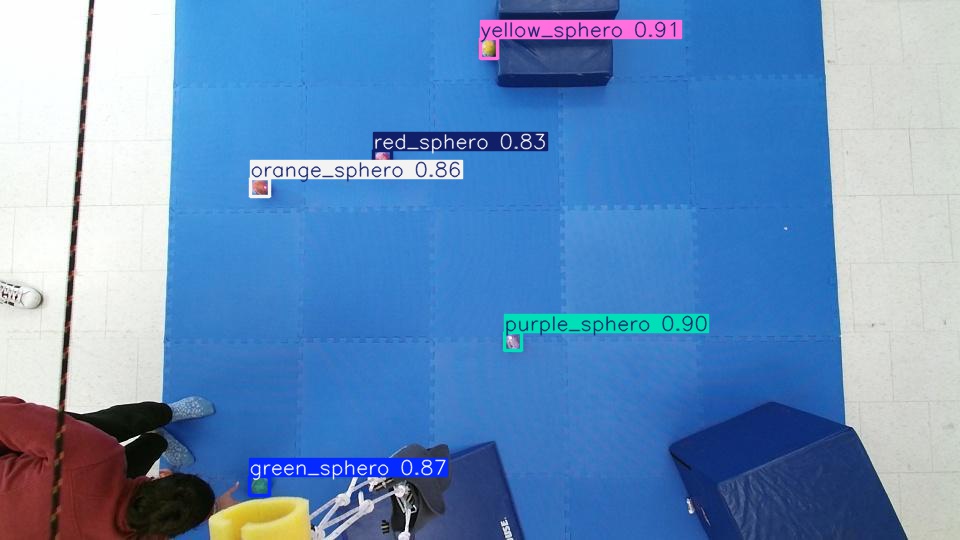 yellow_sphero 0.91
red_sphero 0.83
orange_sphero 0.86
purple_sphero 0.90
green_sphero 0.87